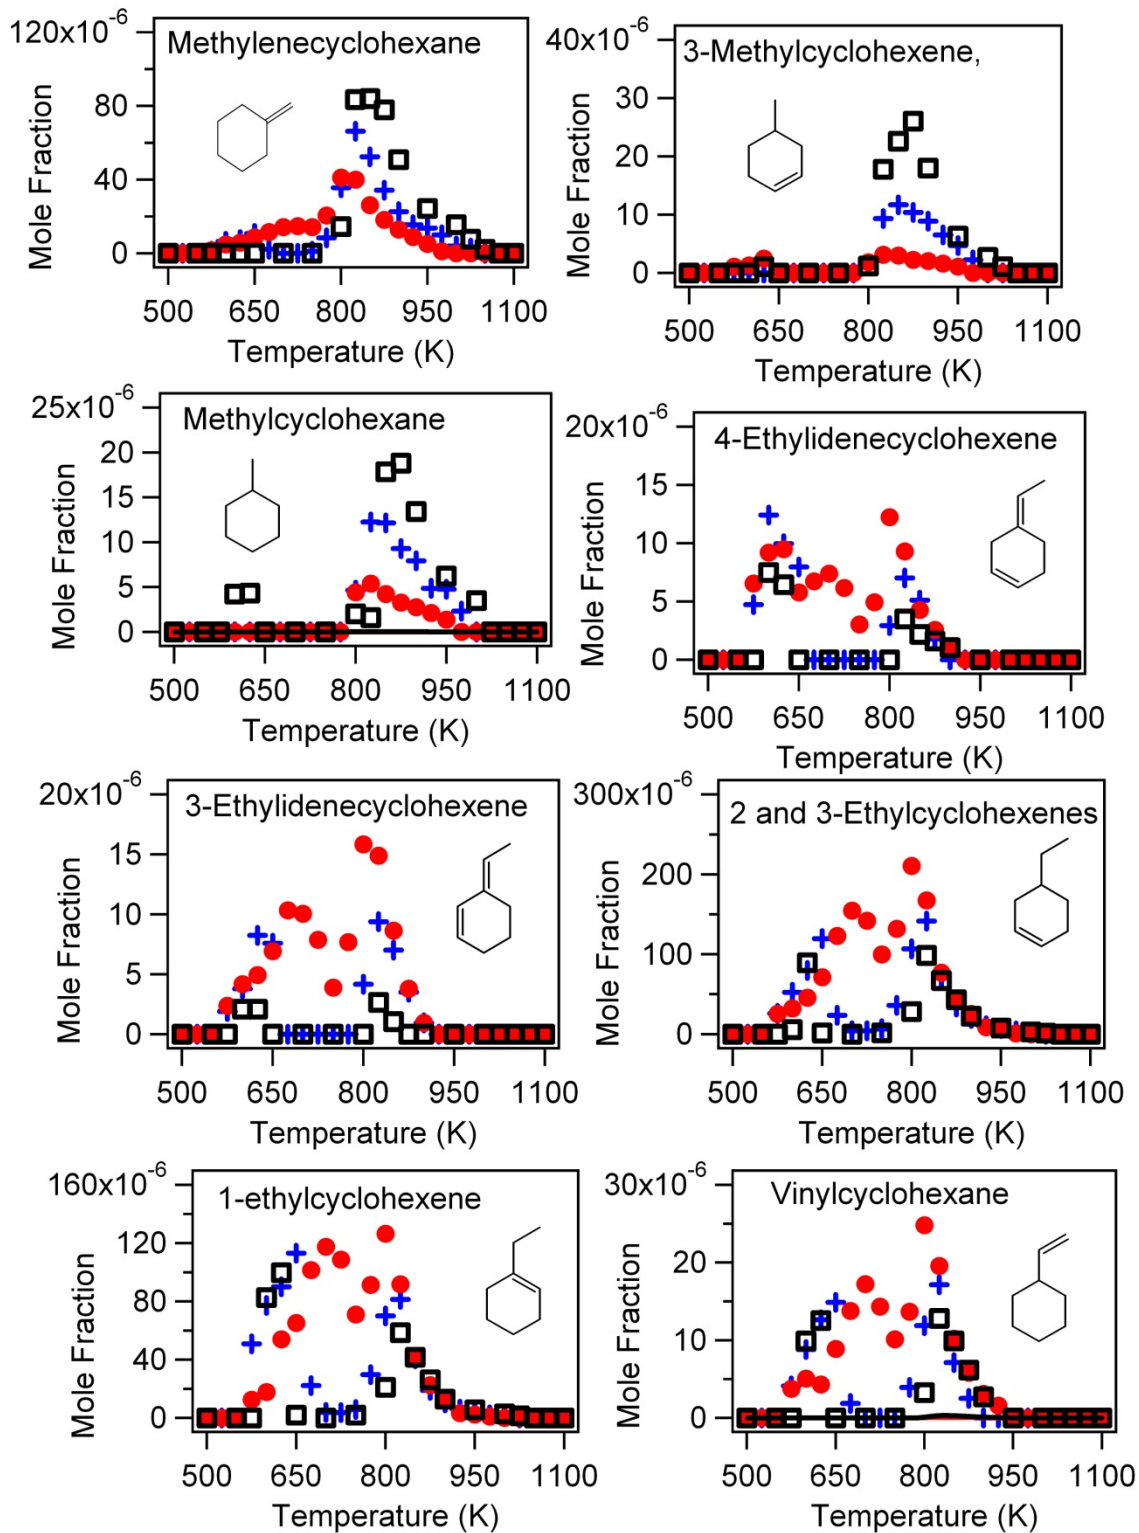 Methylenecyclohexane
120x10-6
80
40
0
Mole Fraction
500 650 800 950 1100
Temperature (K)
3-Methylcyclohexene,
40x10-6
30
20
10
0
Mole Fraction
500 650 800 950 1100
Temperature (K)
Methylcyclohexane
25x10-6
20
15
10
5
0
Mole Fraction
500 650 800 950 1100
Temperature (K)
4-Ethylidenecyclohexene
20x10-6
15
10
5
0
Mole Fraction
500 650 800 950 1100
Temperature (K)
3-Ethylidenecyclohexene
20x10-6
15
10
5
0
Mole Fraction
500 650 800 950 1100
Temperature (K)
2 and 3-Ethylcyclohexenes
300x10-6
200
100
0
Mole Fraction
500 650 800 950 1100
Temperature (K)
1-ethylcyclohexene
160x10-6
120
80
40
0
Mole Fraction
500 650 800 950 1100
Temperature (K)
Vinylcyclohexane
30x10-6
20
10
0
Mole Fraction
500 650 800 950 1100
Temperature (K)